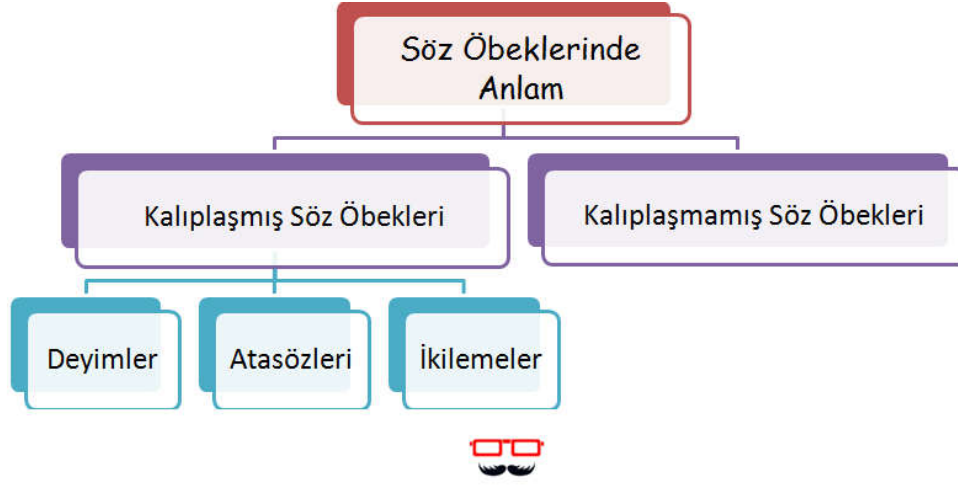 Söz Öbeklerinde
Anlam
Kalıplaşmış Söz Öbekleri
Kalıplaşmamış Söz Öbekleri
Deyimler
Atasözleri
İkilemeler